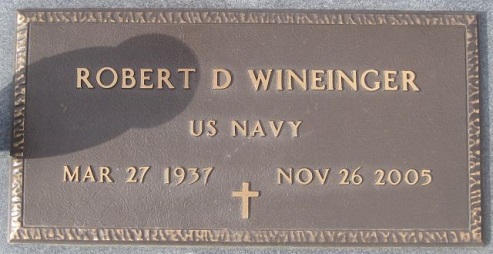 ROBERT D WINEINGER
US NAVY
MAR 27 1937 NOV 26 2005